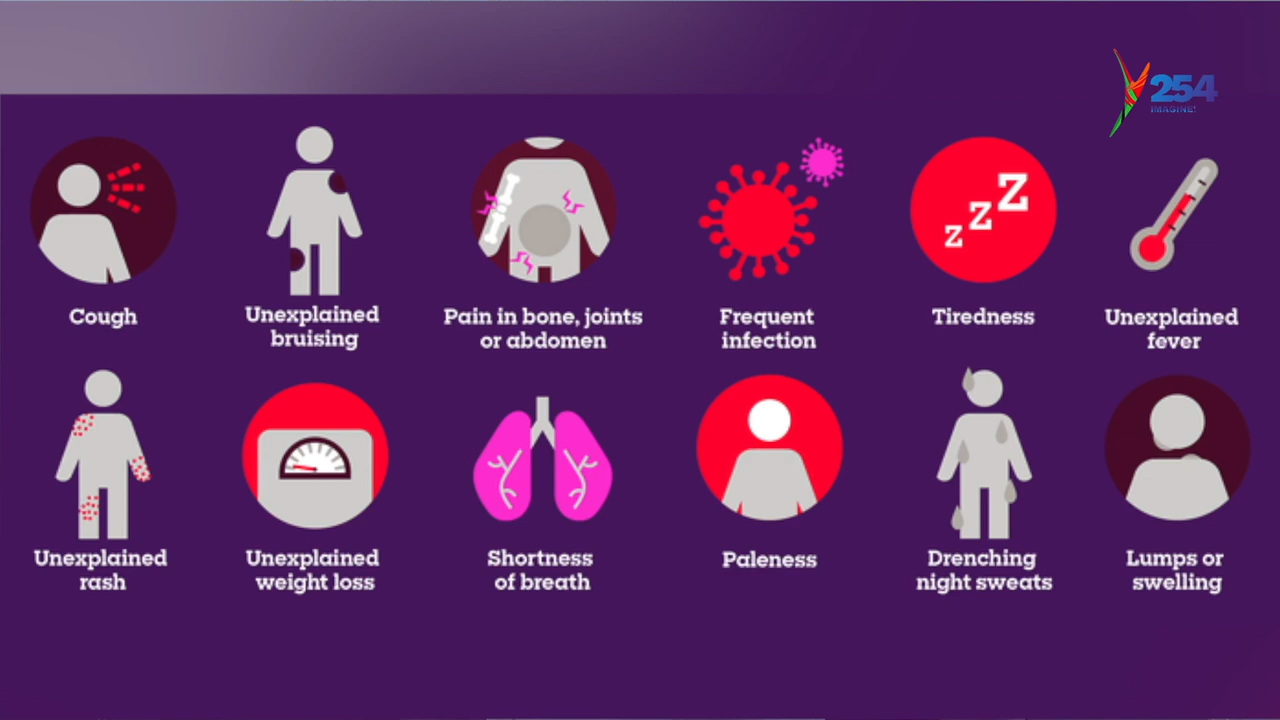 Y254
IMAGINE!
z z Z
Cough
Unexplained
bruising
Pain in bone, joints
or abdomen
Frequent
infection
Tiredness
Unexplained
fever
Unexplained
rash
Unexplained
weight loss
Shortness
of breath
Paleness
Drenching
night sweats
Lumps or
swelling